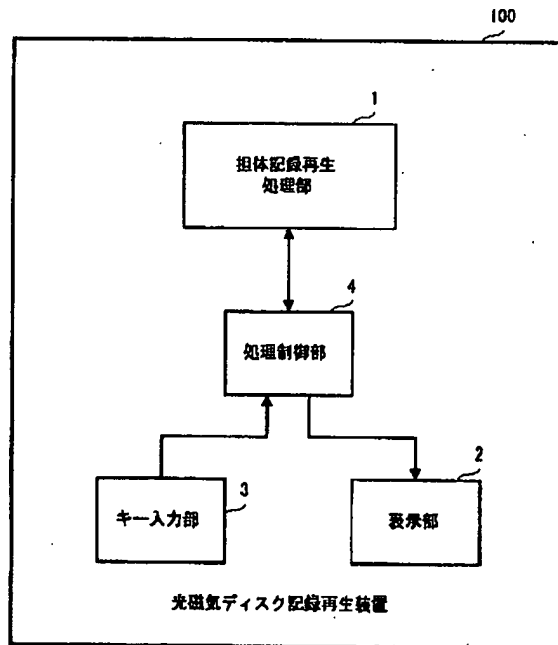 100
1
担体記録再生
処理部
4
処理制御部
3
キー入力部
2
表示部
光磁気ディスク記録再生装置